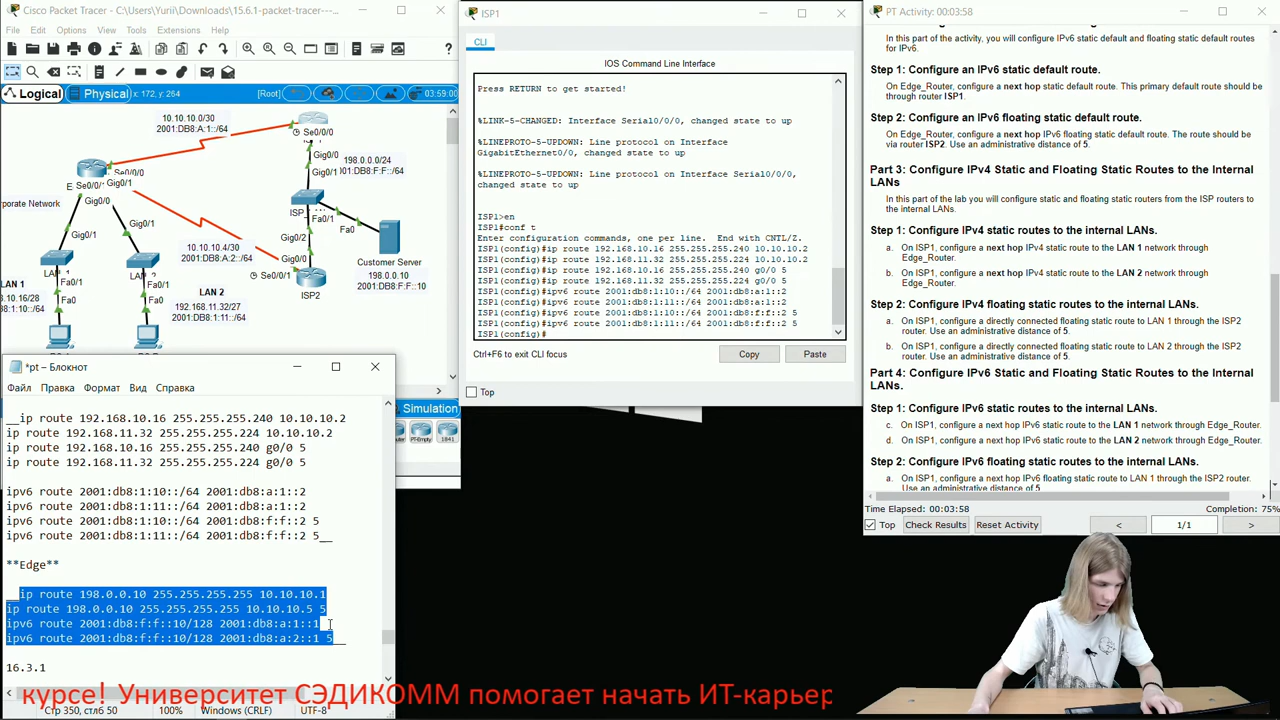 Cisco Packet Tracer - C:\Users\Yurii\Downloads\15.6.1-packet-tracer---
File Edit Options View Tools Extensions Help
Logical Physical x: 172, y: 264 [Root] 03:59:00
10.10.10.0/30
2001:DB8:A:1::/64
Se0/0/0
Se0/0/0
Gig0/0
Gig0/1
198.0.0.0/24
Se0/0/1
Gig0/1
Gig0/0
porate Network
ISP
Fa0/1
Gig0/1
Gig0/1
Fa0
Gig0/2
10.10.10.4/30
2001:DB8:A:2::/64
Gig0/0
Customer Server
198.0.0.10
2001:DB8:F:F::10
Se0/0/1
ISP2
LAN 1
0.10.16/28
1:10::/64
Fa0/1
Fa0
LAN 2
192.168.11.32/27
2001:DB8:1:11::/64
Fa0/1
Fa0
Simulation
PT-Empty 1841
ISP1
CLI
IOS Command Line Interface
Press RETURN to get started!
%LINK-5-CHANGED: Interface Serial0/0/0, changed state to up
%LINEPROTO-5-UPDOWN: Line protocol on Interface
GigabitEthernet0/0, changed state to up
%LINEPROTO-5-UPDOWN: Line protocol on Interface Serial0/0/0,
changed state to up
ISP1>en
ISP1#conf t
Enter configuration commands, one per line. End with CNTL/Z.
ISP1(config)#ip route 192.168.10.16 255.255.255.240 10.10.10.2
ISP1(config)#ip route 192.168.11.32 255.255.255.224 10.10.10.2
ISP1(config)#ip route 192.168.10.16 255.255.255.240 g0/0 5
ISP1(config)#ip route 192.168.11.32 255.255.255.224 g0/0 5
ISP1(config)#ipv6 route 2001:db8:1:10::/64 2001:db8:a:1::2
ISP1(config)#ipv6 route 2001:db8:1:11::/64 2001:db8:a:1::2
ISP1(config)#ipv6 route 2001:db8:1:10::/64 2001:db8:f:f::2 5
ISP1(config)#ipv6 route 2001:db8:1:11::/64 2001:db8:f:f::2 5
ISP1(config)#
Ctrl+F6 to exit CLI focus
Copy Paste
Top
*pt – Блокнот
Файл Правка Формат Вид Справка
__ip route 192.168.10.16 255.255.255.240 10.10.10.2
ip route 192.168.11.32 255.255.255.224 10.10.10.2
ip route 192.168.10.16 255.255.255.240 g0/0 5
ip route 192.168.11.32 255.255.255.224 g0/0 5
ipv6 route 2001:db8:1:10::/64 2001:db8:a:1::2
ipv6 route 2001:db8:1:11::/64 2001:db8:a:1::2
ipv6 route 2001:db8:1:10::/64 2001:db8:f:f::2 5
ipv6 route 2001:db8:1:11::/64 2001:db8:f:f::2 5__
**Edge**
__ip route 198.0.0.10 255.255.255.255 10.10.10.1
ip route 198.0.0.10 255.255.255.255 10.10.10.5 5
ipv6 route 2001:db8:f:f::10/128 2001:db8:a:1::1
ipv6 route 2001:db8:f:f::10/128 2001:db8:a:2::1 5__
16.3.1
Стр 350, стлб 50 100% Windows (CRLF) UTF-8
PT Activity: 00:03:58
In this part of the activity, you will configure IPv6 static default and floating static default routes
for IPv6.
Step 1: Configure an IPv6 static default route.
On Edge_Router, configure a next hop static default route. This primary default route should be
through router ISP1.
Step 2: Configure an IPv6 floating static default route.
On Edge_Router, configure a next hop IPv6 floating static default route. The route should be
via router ISP2. Use an administrative distance of 5.
Part 3: Configure IPv4 Static and Floating Static Routes to the Internal
LANs
In this part of the lab you will configure static and floating static routers from the ISP routers to
the internal LANs.
Step 1: Configure IPv4 static routes to the internal LANs.
a. On ISP1, configure a next hop IPv4 static route to the LAN 1 network through
Edge_Router.
b. On ISP1, configure a next hop IPv4 static route to the LAN 2 network through
Edge_Router.
Step 2: Configure IPv4 floating static routes to the internal LANs.
a. On ISP1, configure a directly connected floating static route to LAN 1 through the ISP2
router. Use an administrative distance of 5.
b. On ISP1, configure a directly connected floating static route to LAN 2 through the ISP2
router. Use an administrative distance of 5.
Part 4: Configure IPv6 Static and Floating Static Routes to the Internal
LANs.
Step 1: Configure IPv6 static routes to the internal LANs.
c. On ISP1, configure a next hop IPv6 static route to the LAN 1 network through Edge_Router.
d. On ISP1, configure a next hop IPv6 static route to the LAN 2 network through Edge_Router.
Step 2: Configure IPv6 floating static routes to the internal LANs.
a. On ISP1, configure a next hop IPv6 floating static route to LAN 1 through the ISP2 router.
Use an administrative distance of 5.
Time Elapsed: 00:03:58 Completion: 75%
Top Check Results Reset Activity < 1/1 >
курсе! Университет СЭДИКОММ помогает начать ИТ-карьер